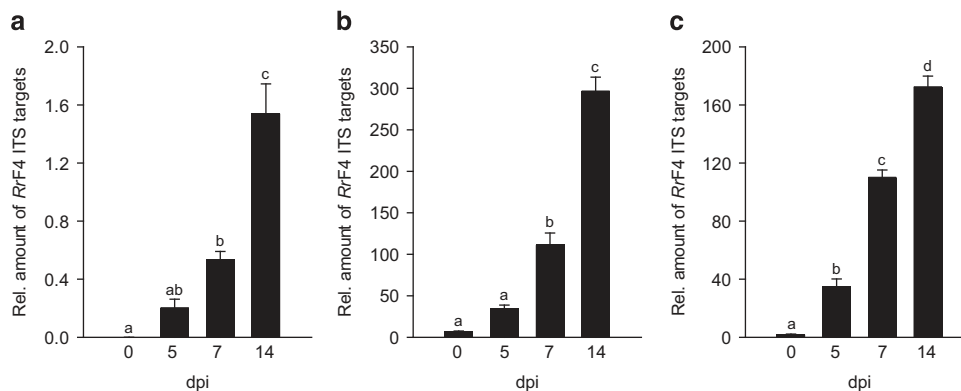 a
Rel. amount of RrF4 ITS targets
2.0
1.6
1.2
0.8
0.4
0.0
a
ab
b
c
0 5 7 14
dpi
b
Rel. amount of RrF4 ITS targets
350
300
250
200
150
100
50
0
a
a
b
c
0 5 7 14
dpi
c
Rel. amount of RrF4 ITS targets
200
160
120
80
40
0
a
b
c
d
0 5 7 14
dpi